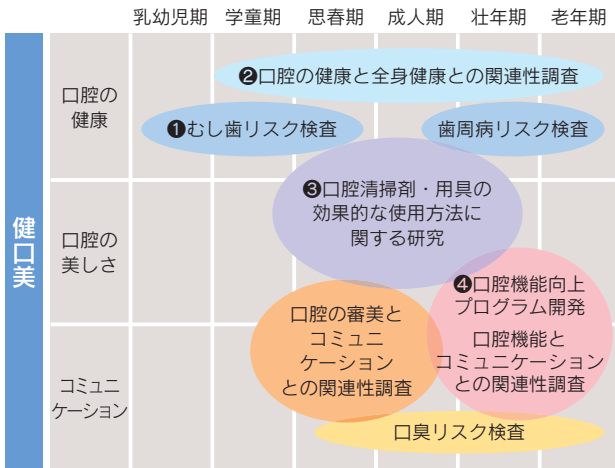 乳幼児期 学童期 思春期 成人期 壮年期 老年期
健口美
口腔の
健康
❷口腔の健康と全身健康との関連性調査
❶むし歯リスク検査
歯周病リスク検査
❸口腔清掃剤・用具の
効果的な使用方法に
関する研究
口腔の
美しさ
❹口腔機能向上
プログラム開発
口腔機能と
コミュニケーション
との関連性調査
口腔の審美と
コミュニ
ケーション
との関連性調査
コミュニ
ケーション
口臭リスク検査